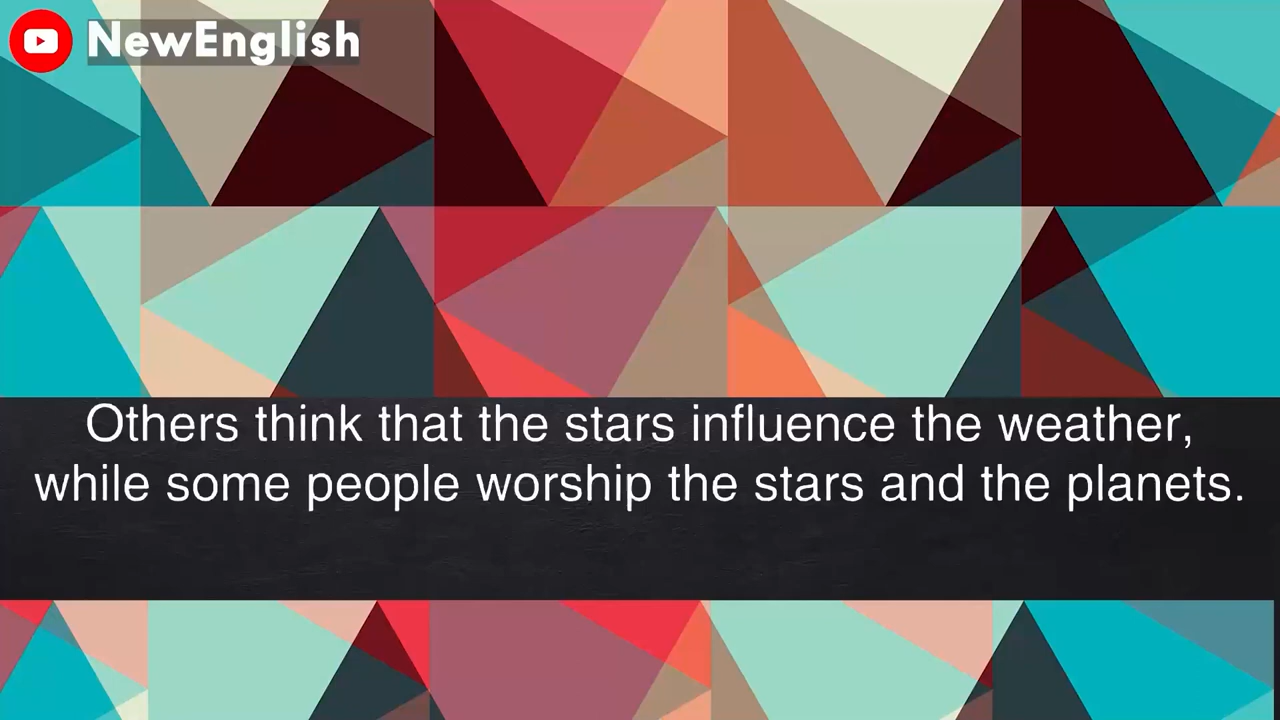 NewEnglish
Others think that the stars influence the weather,
while some people worship the stars and the planets.